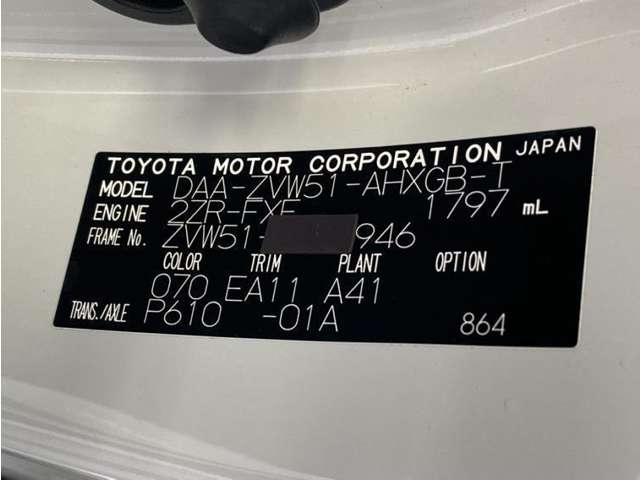 TOYOTA MOTOR CORPORATION JAPAN
MODEL DAA-ZVW51-AHXGB-T
ENGINE 2ZR-FXE 1797 mL
FRAME No. ZVW51- 946
COLOR TRIM PLANT OPTION
070 EA11 A41
TRANS./AXLE P610 -01A 864